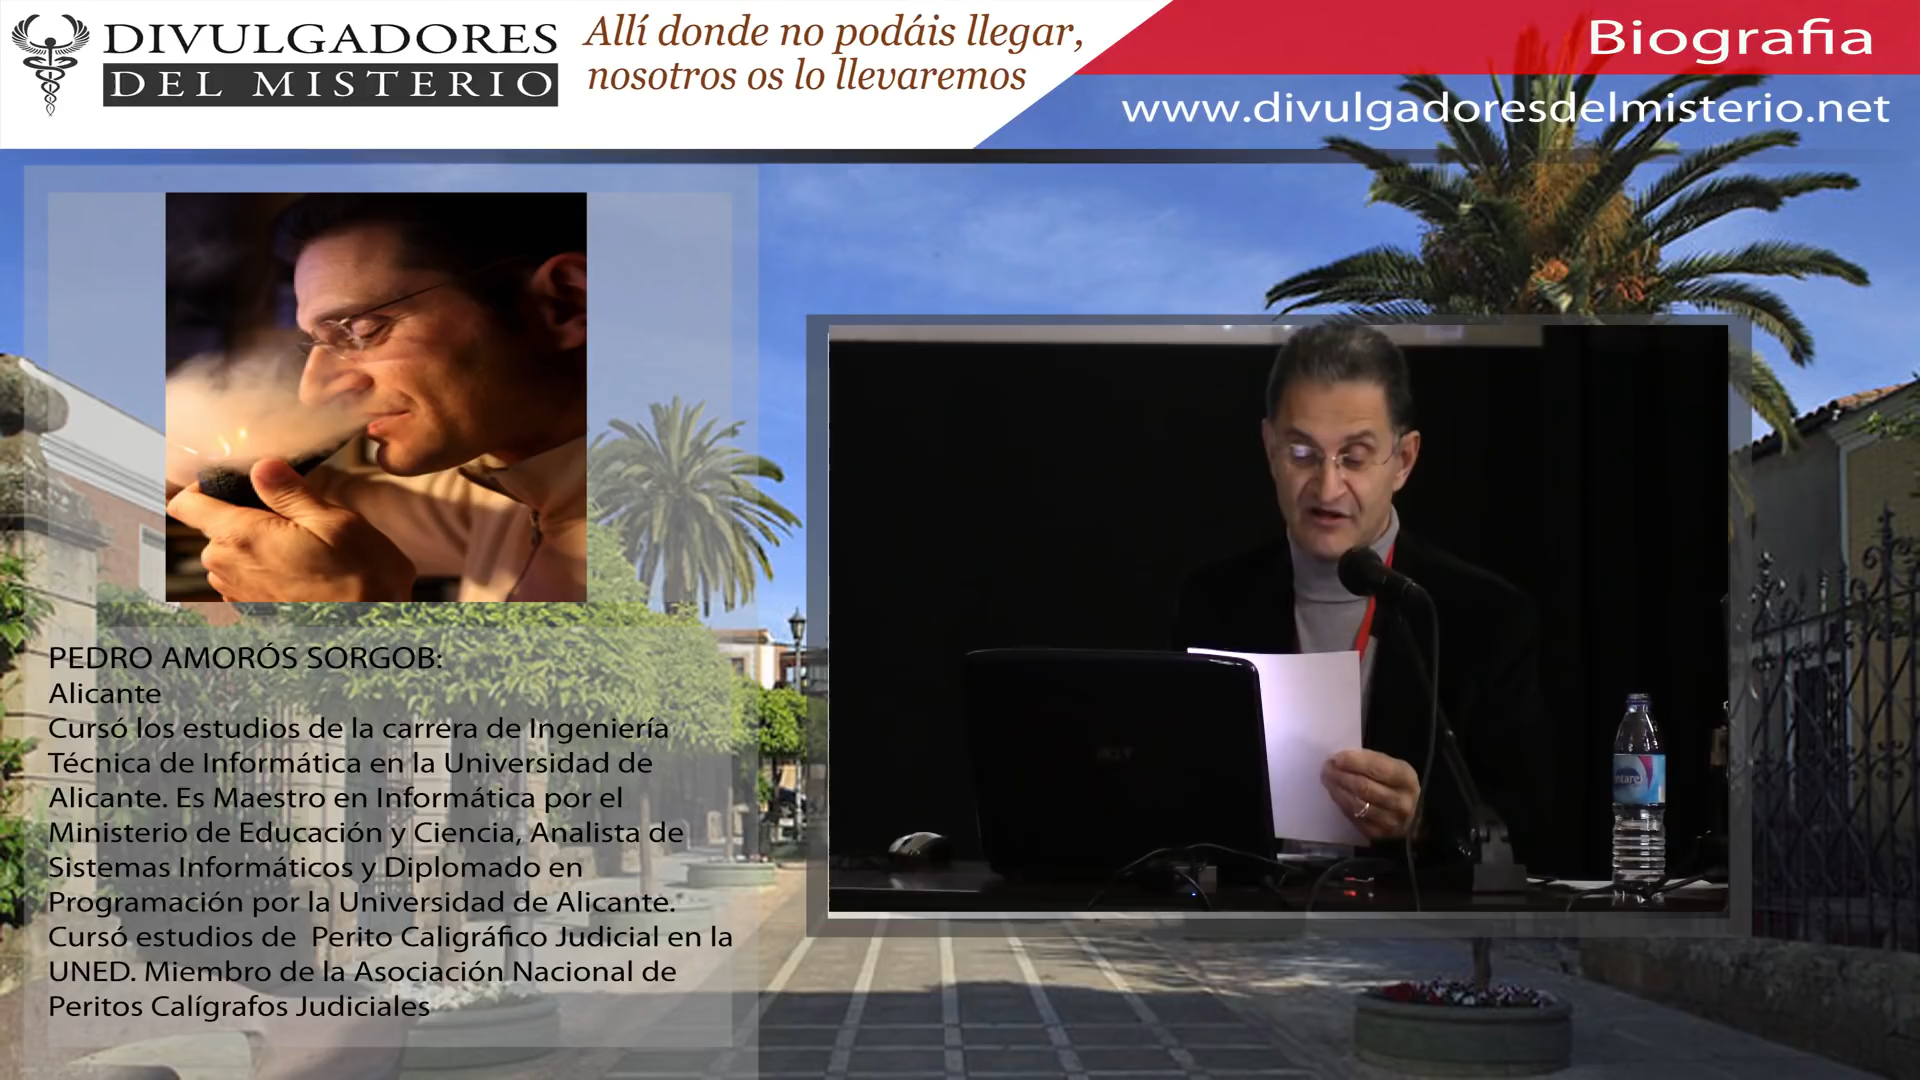 DIVULGADORES
DEL MISTERIO
Allí donde no podáis llegar,
nosotros os lo llevaremos
Biografia
www.divulgadoresdelmisterio.net
PEDRO AMORÓS SORGOB:
Alicante
Cursó los estudios de la carrera de Ingeniería
Técnica de Informática en la Universidad de
Alicante. Es Maestro en Informática por el
Ministerio de Educación y Ciencia, Analista de
Sistemas Informáticos y Diplomado en
Programación por la Universidad de Alicante.
Cursó estudios de  Perito Caligráfico Judicial en la
UNED. Miembro de la Asociación Nacional de
Peritos Calígrafos Judiciales
acer